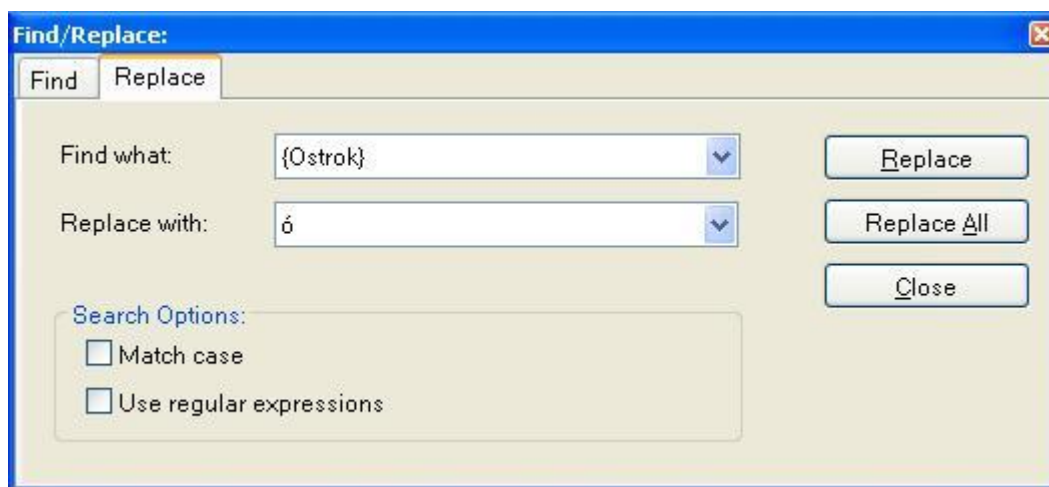 Find/Replace:
Find Replace
Find what: {Ostrok} Replace
Replace with: ó Replace All
Close
Search Options:
Match case
Use regular expressions